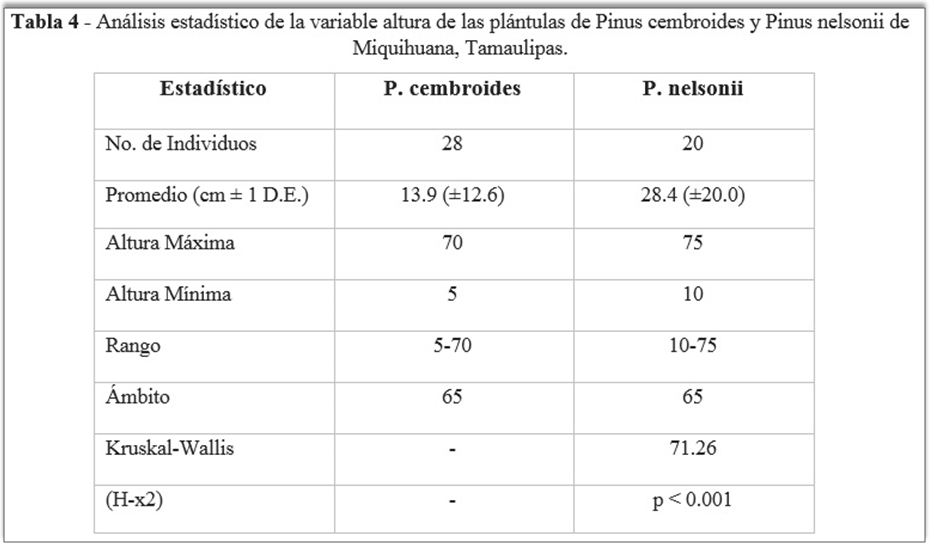 Tabla 4 - Análisis estadístico de la variable altura de las plántulas de Pinus cembroides y Pinus nelsonii de
Miquihuana, Tamaulipas.
Estadístico P. cembroides P. nelsonii
No. de Individuos 28 20
Promedio (cm ± 1 D.E.) 13.9 (±12.6) 28.4 (±20.0)
Altura Máxima 70 75
Altura Mínima 5 10
Rango 5-70 10-75
Ámbito 65 65
Kruskal-Wallis - 71.26
(H-x2) - p < 0.001